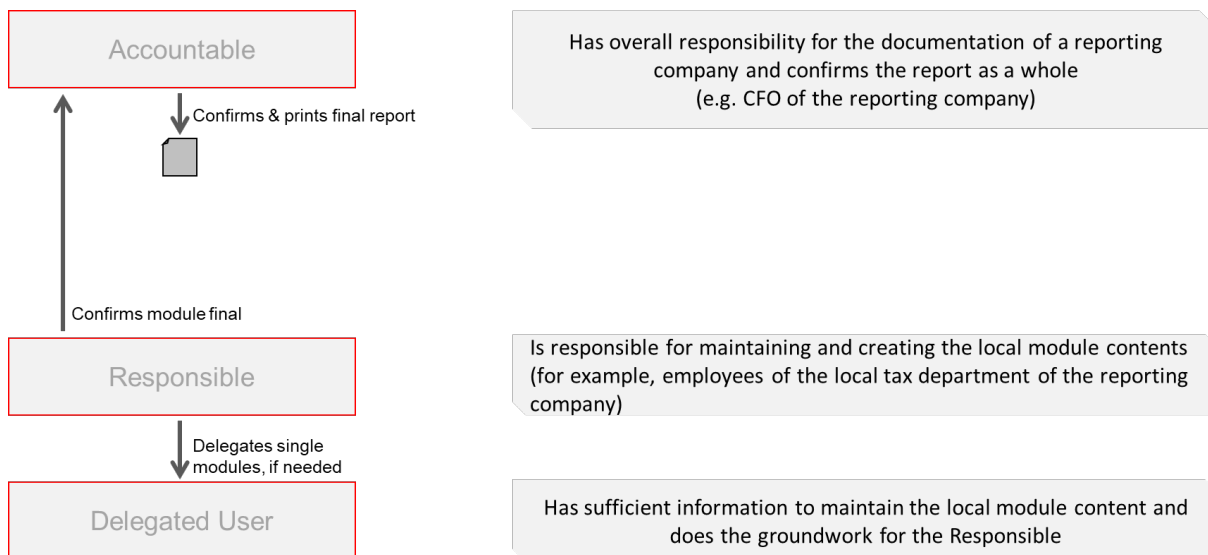 Accountable
Has overall responsibility for the documentation of a reporting
company and confirms the report as a whole
(e.g. CFO of the reporting company)
Confirms & prints final report
Confirms module final
Responsible
Is responsible for maintaining and creating the local module contents
(for example, employees of the local tax department of the reporting
company)
Delegates single
modules, if needed
Delegated User
Has sufficient information to maintain the local module content and
does the groundwork for the Responsible